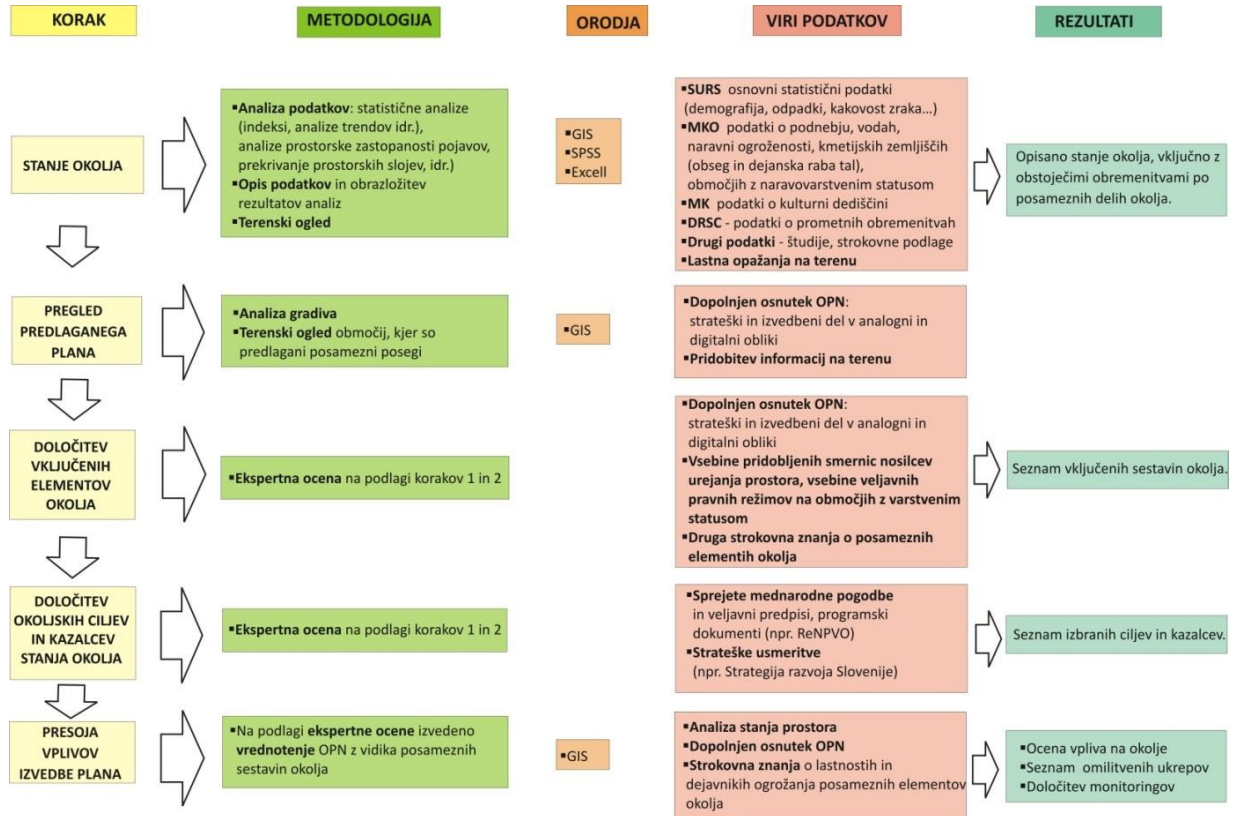 KORAK
METODOLOGIJA
ORODJA
VIRI PODATKOV
REZULTATI
STANJE OKOLJA
▪Analiza podatkov: statistične analize
(indeksi, analize trendov idr.),
analize prostorske zastopanosti pojavov,
prekrivanje prostorskih slojev, idr.)
▪Opis podatkov in obrazložitev
rezultatov analiz
▪Terenski ogled
▪GIS
▪SPSS
▪Excell
▪SURS osnovni statistični podatki
(demografija, odpadki, kakovost zraka...)
▪MKO podatki o podnebju, vodah,
naravni ogroženosti, kmetijskih zemljiščih
(obseg in dejanska raba tal),
območjih z naravovarstvenim statusom
▪MK podatki o kulturni dediščini
▪DRSC - podatki o prometnih obremenitvah
▪Drugi podatki - študije, strokovne podlage
▪Lastna opažanja na terenu
Opisano stanje okolja, vključno z
obstoječimi obremenitvami po
posameznih delih okolja.
PREGLED
PREDLAGANEGA
PLANA
▪Analiza gradiva
▪Terenski ogled območij, kjer so
predlagani posamezni posegi
▪GIS
▪Dopolnjen osnutek OPN:
strateški in izvedbeni del v analogni in
digitalni obliki
▪Pridobitev informacij na terenu
DOLOČITEV
VKLJUČENIH
ELEMENTOV
OKOLJA
▪Ekspertna ocena na podlagi korakov 1 in 2
▪Dopolnjen osnutek OPN:
strateški in izvedbeni del v analogni in
digitalni obliki
▪Vsebine pridobljenih smernic nosilcev
urejanja prostora, vsebine veljavnih
pravnih režimov na območjih z varstvenim
statusom
▪Druga strokovna znanja o posameznih
elementih okolja
Seznam vključenih sestavin okolja.
DOLOČITEV
OKOLJSKIH CILJEV
IN KAZALCEV
STANJA OKOLJA
▪Ekspertna ocena na podlagi korakov 1 in 2
▪Sprejete mednarodne pogodbe
in veljavni predpisi, programski
dokumenti (npr. ReNPVO)
▪Strateške usmeritve
(npr. Strategija razvoja Slovenije)
Seznam izbranih ciljev in kazalcev.
PRESOJA
VPLIVOV
IZVEDBE PLANA
▪Na podlagi ekspertne ocene izvedeno
vrednotenje OPN z vidika posameznih
sestavin okolja
▪GIS
▪Analiza stanja prostora
▪Dopolnjen osnutek OPN
▪Strokovna znanja o lastnostih in
dejavnikih ogrožanja posameznih elementov
okolja
▪Ocena vpliva na okolje
▪Seznam omilitvenih ukrepov
▪Določitev monitoringov